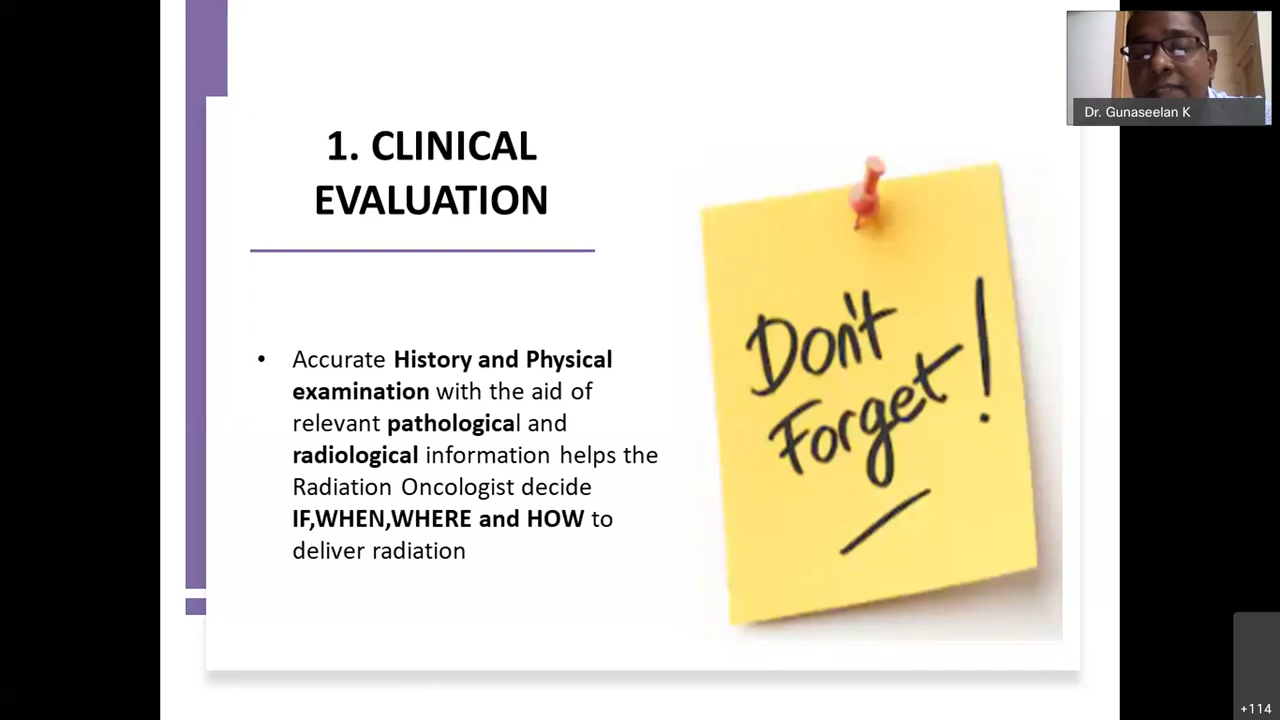 1. CLINICAL
EVALUATION
• Accurate History and Physical
examination with the aid of
relevant pathological and
radiological information helps the
Radiation Oncologist decide
IF,WHEN,WHERE and HOW to
deliver radiation
Don't
Forget!
Dr. Gunaseelan K
+114